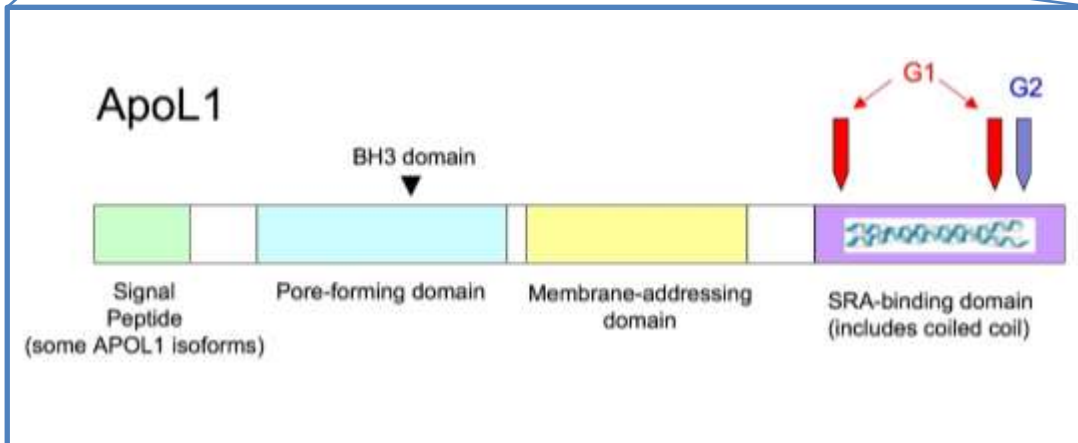 G1
G2
ApoL1
BH3 domain
Signal
Peptide
(some APOL1 isoforms)
Pore-forming domain
Membrane-addressing
domain
SRA-binding domain
(includes coiled coil)